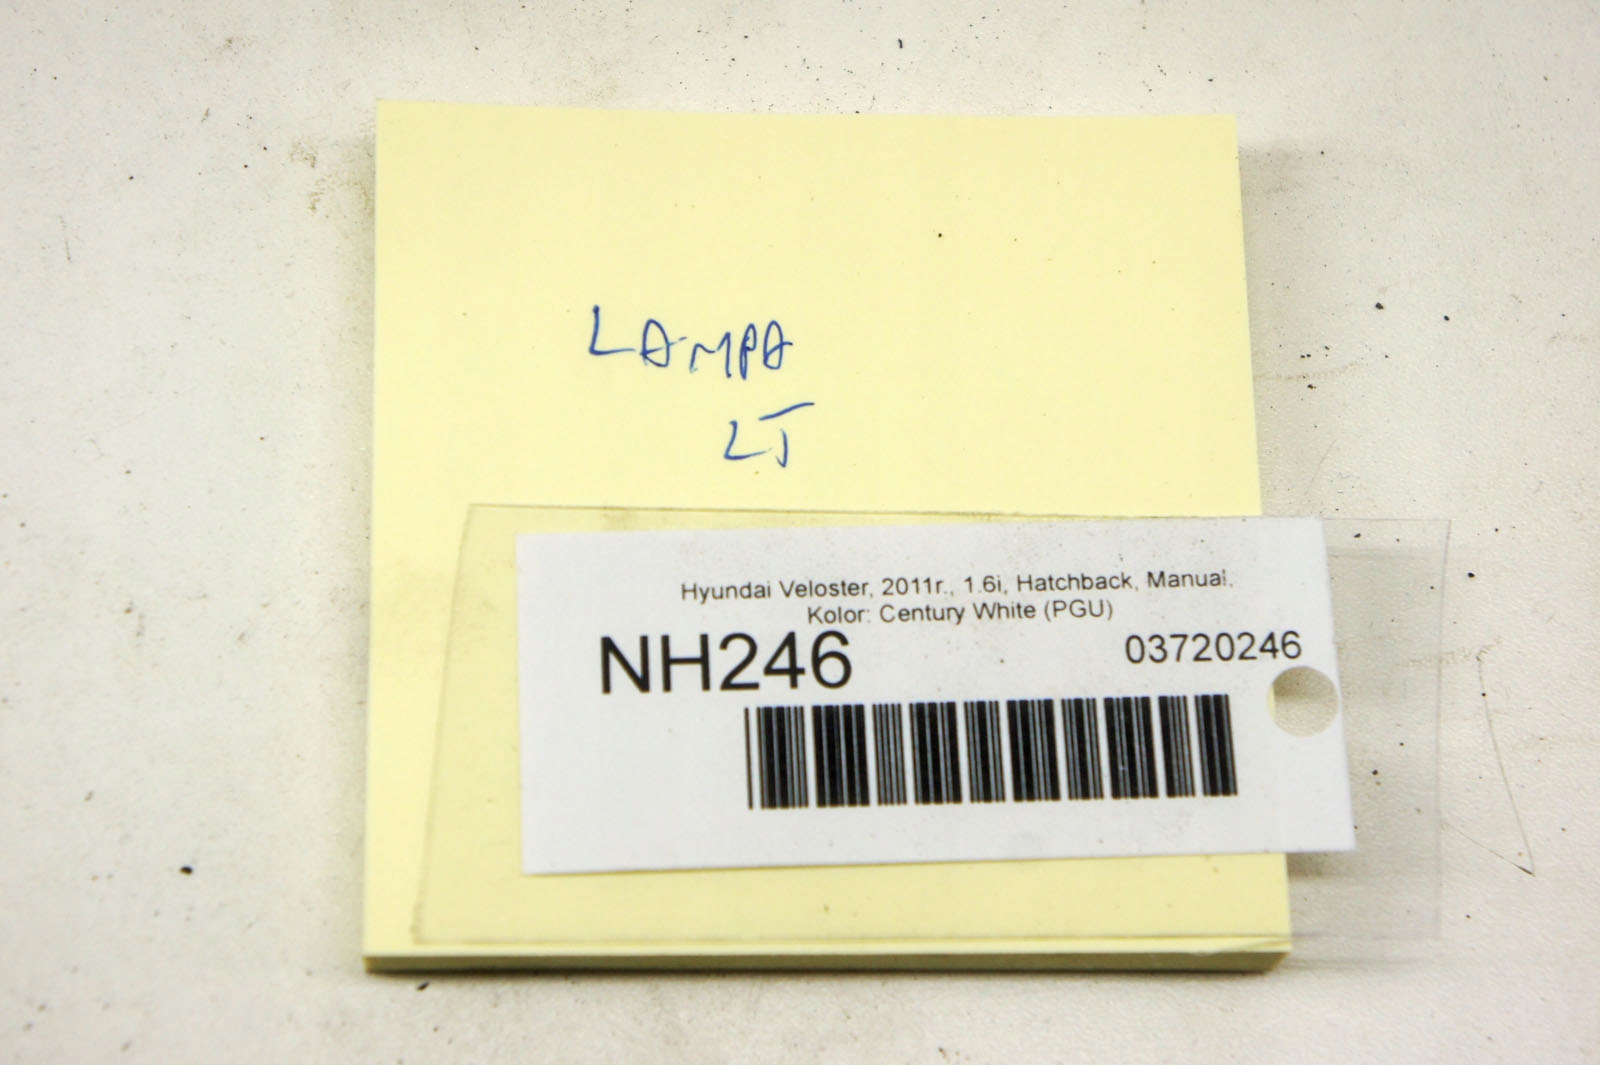 LAMPA
LT
Hyundai Veloster, 2011r., 1.6i, Hatchback, Manual,
Kolor: Century White (PGU)
NH246
03720246